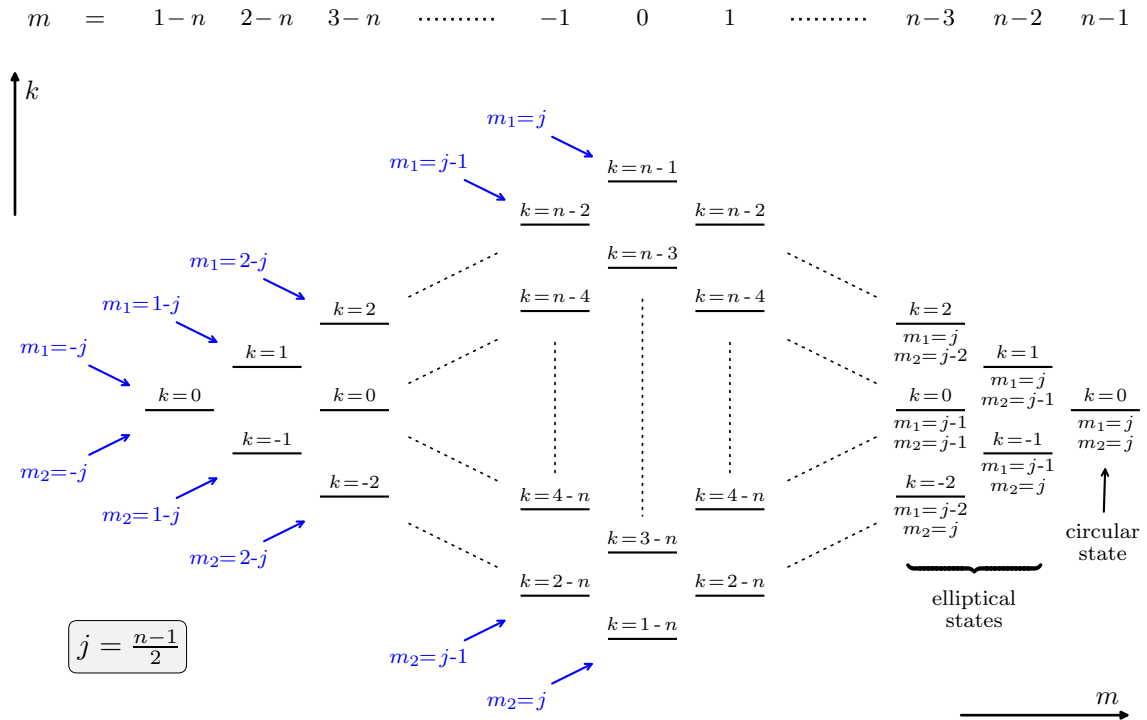 m = 1−n 2−n 3−n ·········· −1 0 1 ·········· n−3 n−2 n−1
k
m₁=j
m₁=j-1
k=n-1
k=n-2
k=n-2
k=n-3
m₁=2-j
k=n-4
k=n-4
m₁=1-j
k=2
k=2
m₁=j
m₂=j-2
m₁=-j
k=1
k=1
m₁=j
m₂=j-1
k=0
k=0
k=0
m₁=j-1
m₂=j-1
k=0
m₁=j
m₂=j
k=-1
k=-1
m₁=j-1
m₂=j
m₂=-j
k=-2
k=-2
m₁=j-2
m₂=j
m₂=1-j
k=4-n
k=4-n
m₂=2-j
k=3-n
circular
state
k=2-n
k=2-n
elliptical
states
k=1-n
j = (n−1)/2
m₂=j-1
m₂=j
m